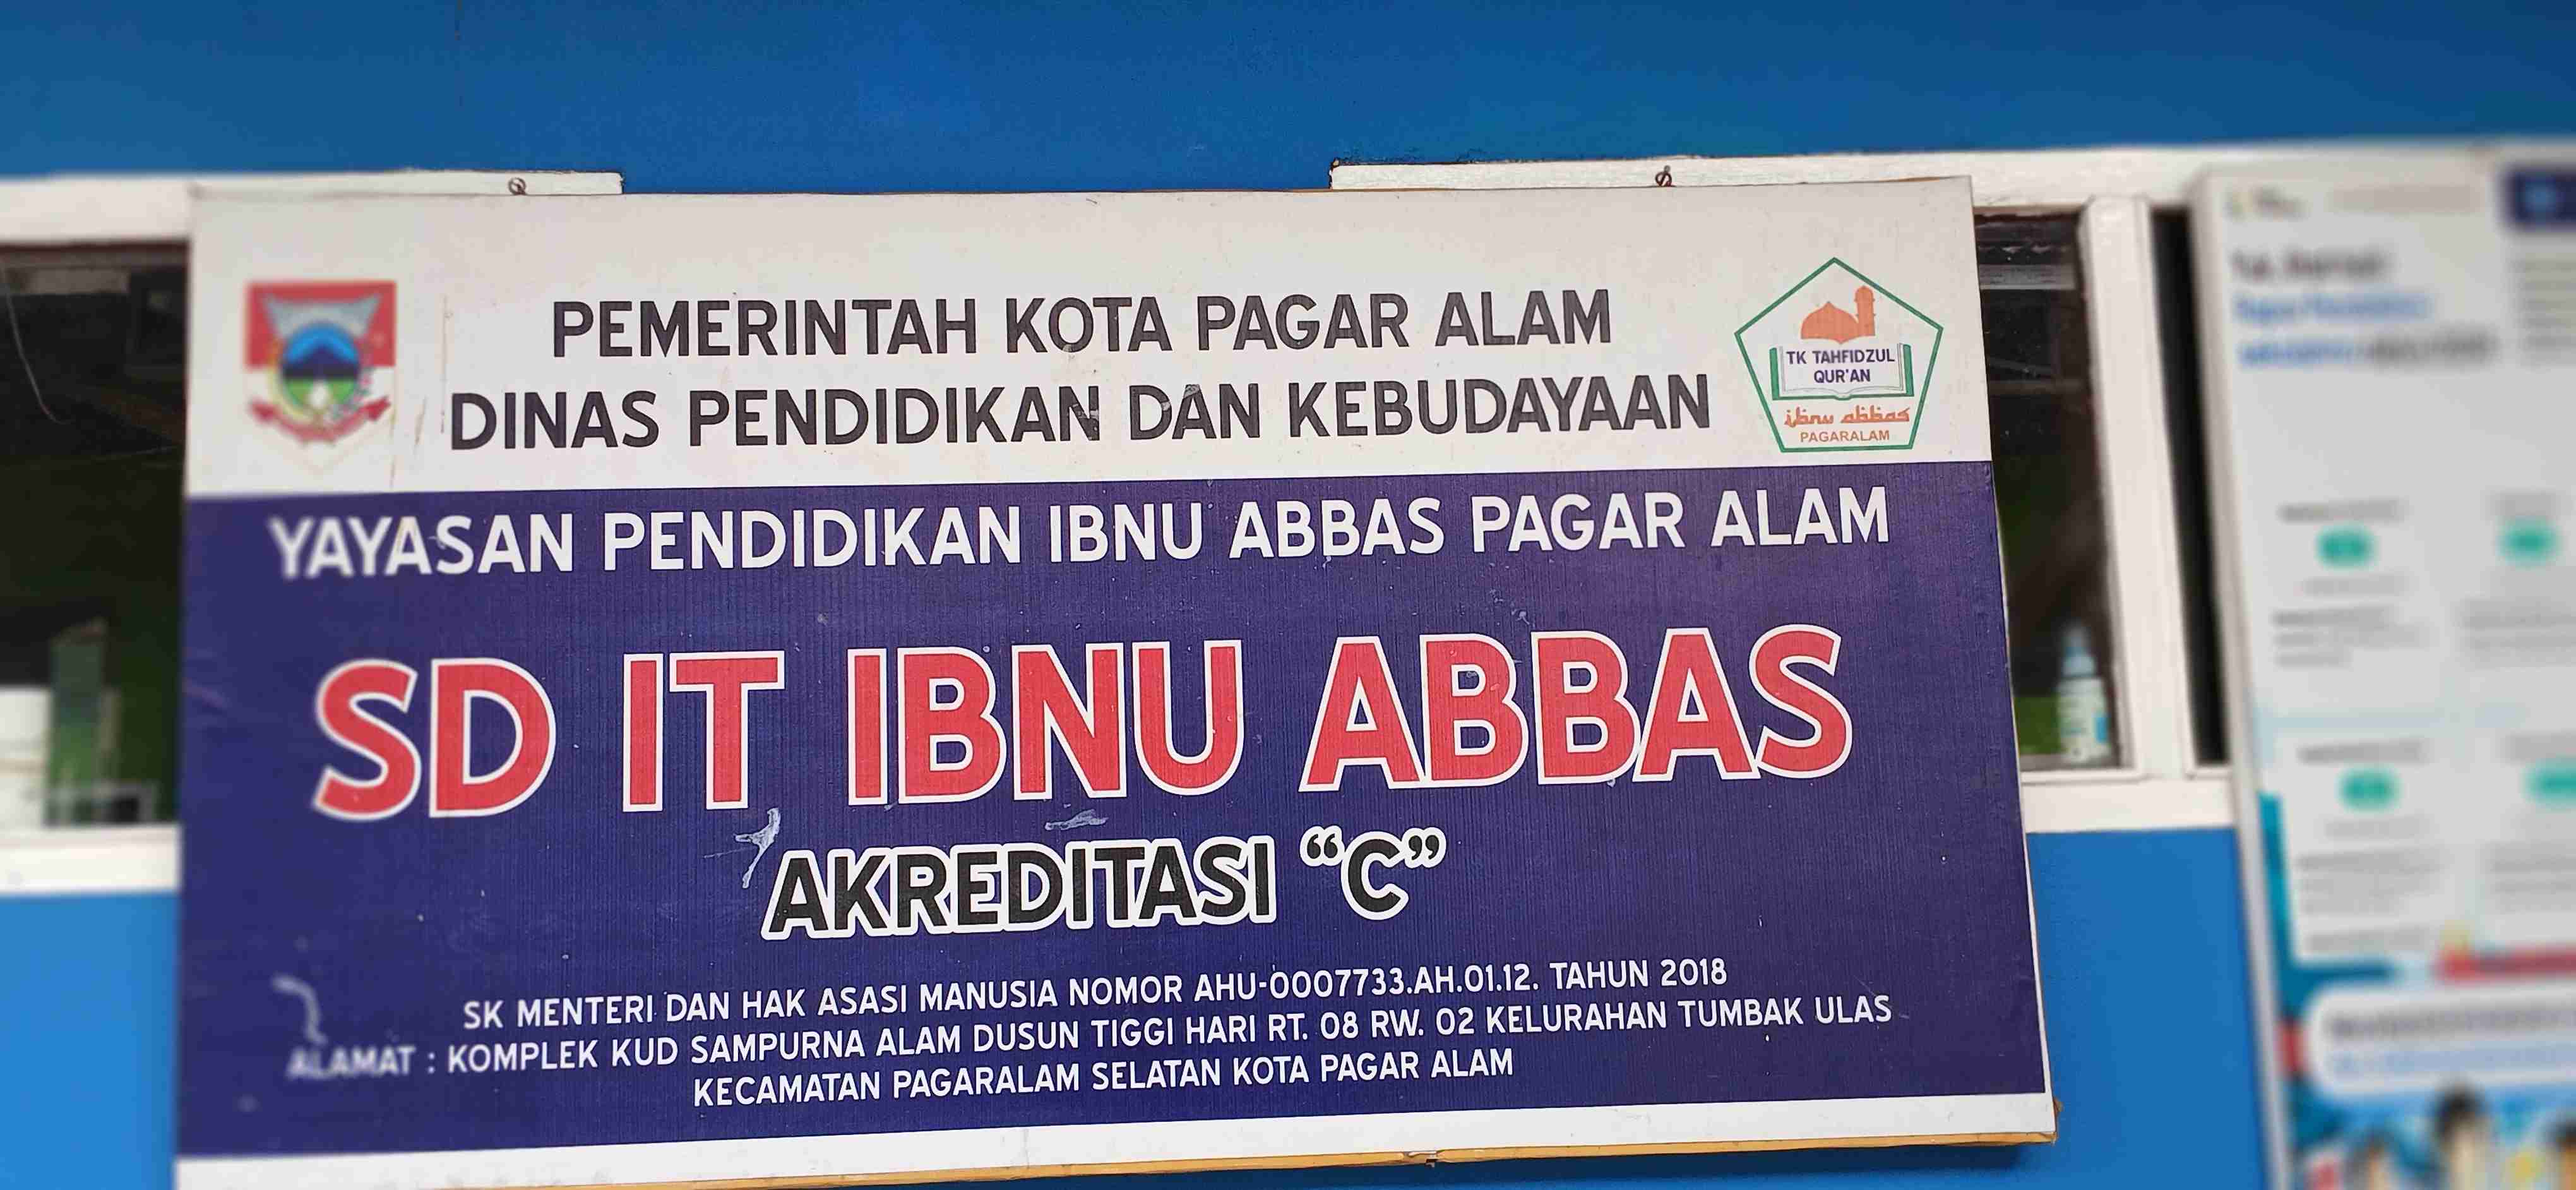 PEMERINTAH KOTA PAGAR ALAM
DINAS PENDIDIKAN DAN KEBUDAYAAN
TK TAHFIDZUL
QUR'AN
ibnu abbas
PAGARALAM
YAYASAN PENDIDIKAN IBNU ABBAS PAGAR ALAM
SD IT IBNU ABBAS
AKREDITASI “C”
SK MENTERI DAN HAK ASASI MANUSIA NOMOR AHU-0007733.AH.01.12. TAHUN 2018
ALAMAT : KOMPLEK KUD SAMPURNA ALAM DUSUN TIGGI HARI RT. 08 RW. 02 KELURAHAN TUMBAK ULAS
KECAMATAN PAGARALAM SELATAN KOTA PAGAR ALAM